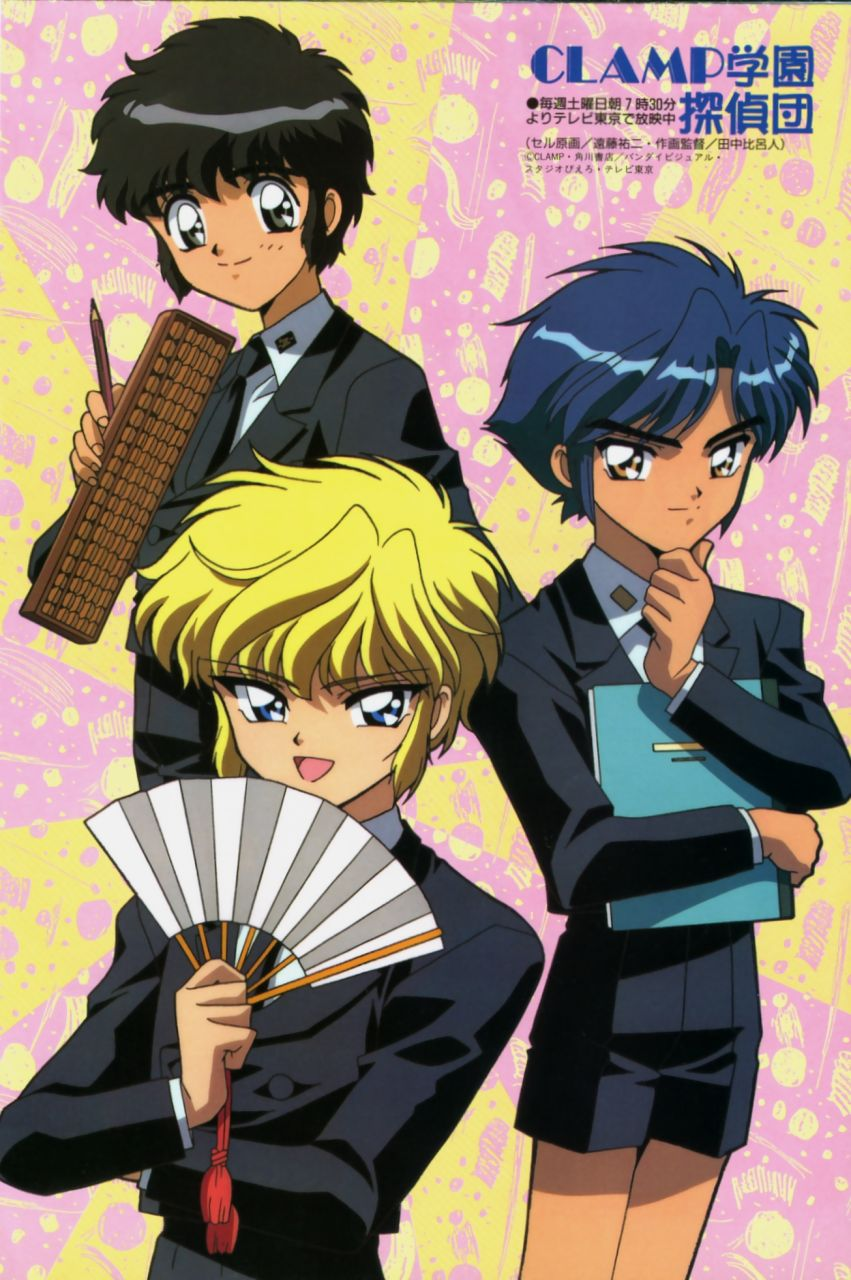 CLAMP学園
探偵団
●毎週土曜日朝7時30分
よりテレビ東京で放映中
(セル原画/遠藤祐二・作画監督/田中比呂人)
©CLAMP・角川書店/バンダイビジュアル・
スタジオぴえろ・テレビ東京